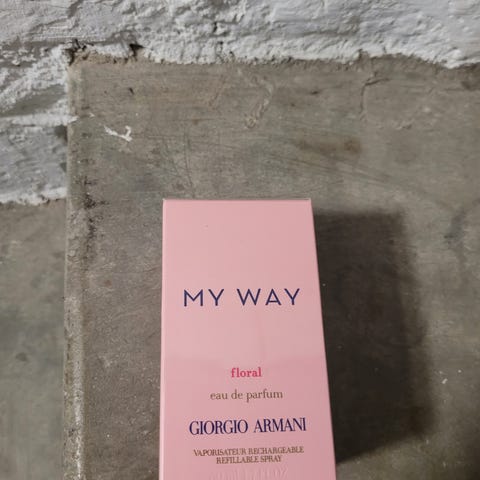 MY WAY
floral
eau de parfum
GIORGIO ARMANI
VAPORISATEUR RECHARGEABLE
REFILLABLE SPRAY